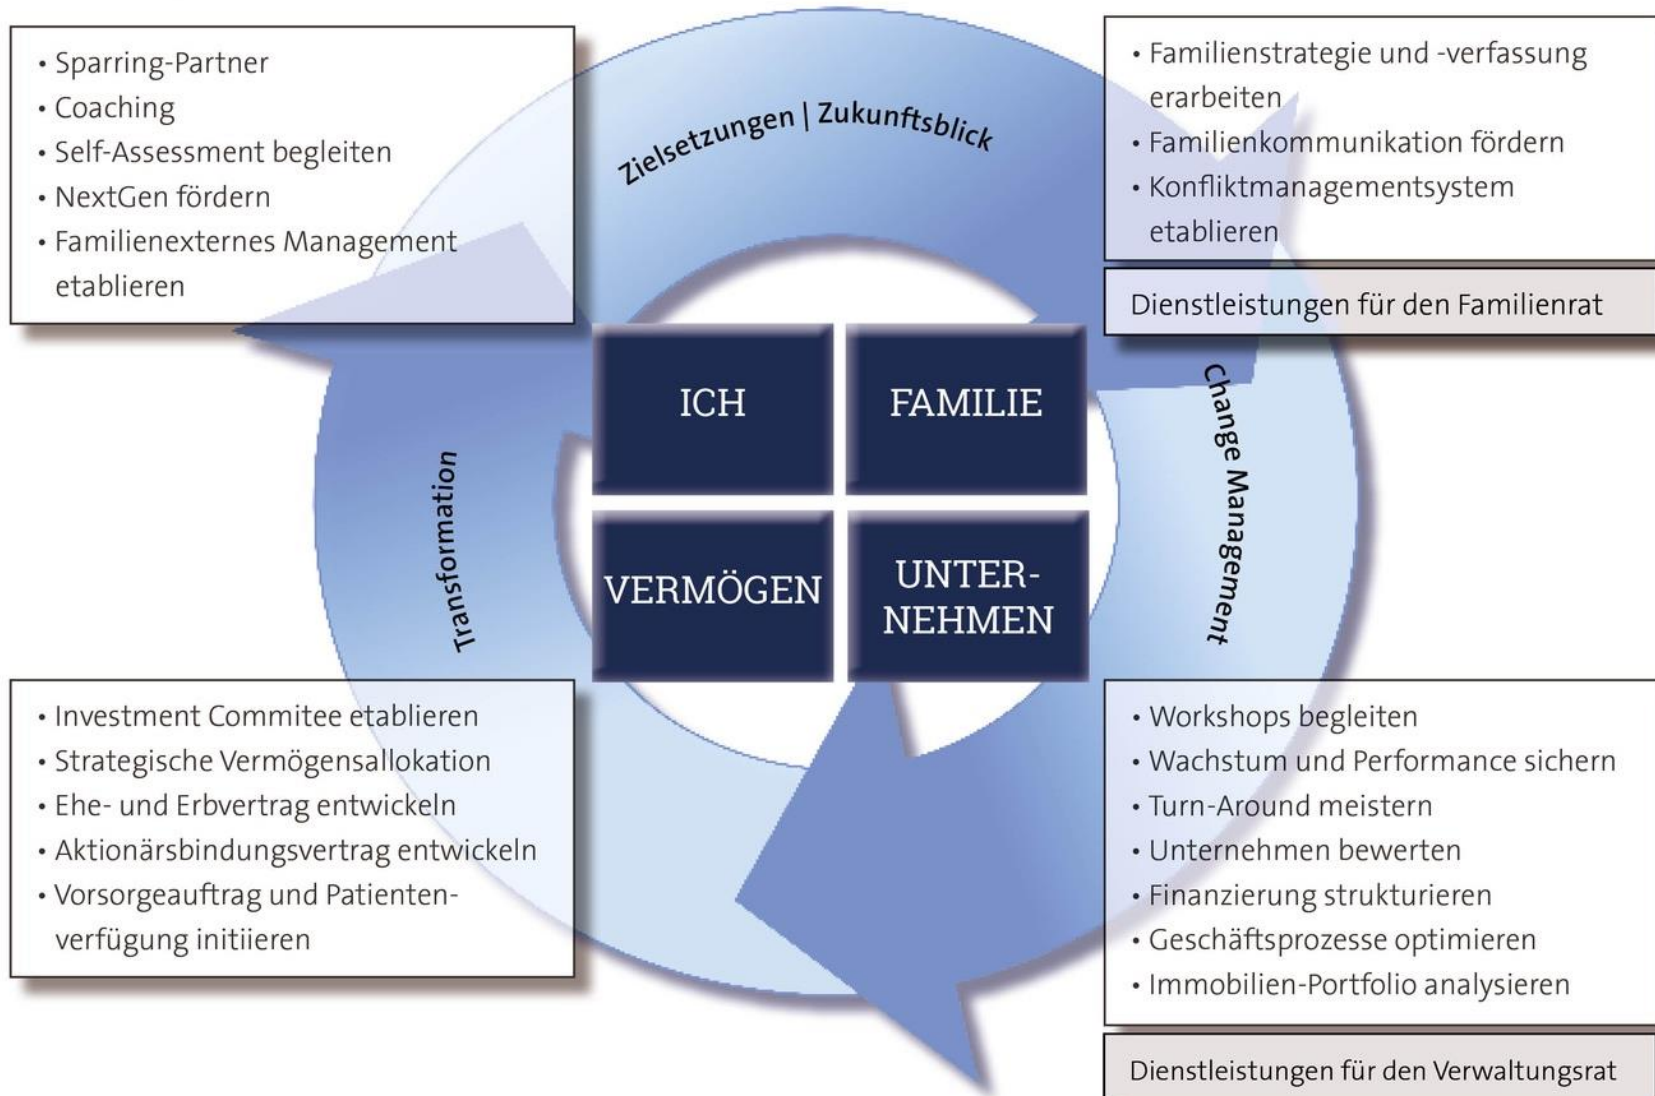 • Sparring-Partner
• Coaching
• Self-Assessment begleiten
• NextGen fördern
• Familienexternes Management
etablieren
Zielsetzungen | Zukunftsblick
• Familienstrategie und -verfassung
erarbeiten
• Familienkommunikation fördern
• Konfliktmanagementsystem
etablieren
Dienstleistungen für den Familienrat
ICH
FAMILIE
VERMÖGEN
UNTER-
NEHMEN
Transformation
Change Management
• Investment Commitee etablieren
• Strategische Vermögensallokation
• Ehe- und Erbvertrag entwickeln
• Aktionärsbindungsvertrag entwickeln
• Vorsorgeauftrag und Patienten-
verfügung initiieren
• Workshops begleiten
• Wachstum und Performance sichern
• Turn-Around meistern
• Unternehmen bewerten
• Finanzierung strukturieren
• Geschäftsprozesse optimieren
• Immobilien-Portfolio analysieren
Dienstleistungen für den Verwaltungsrat